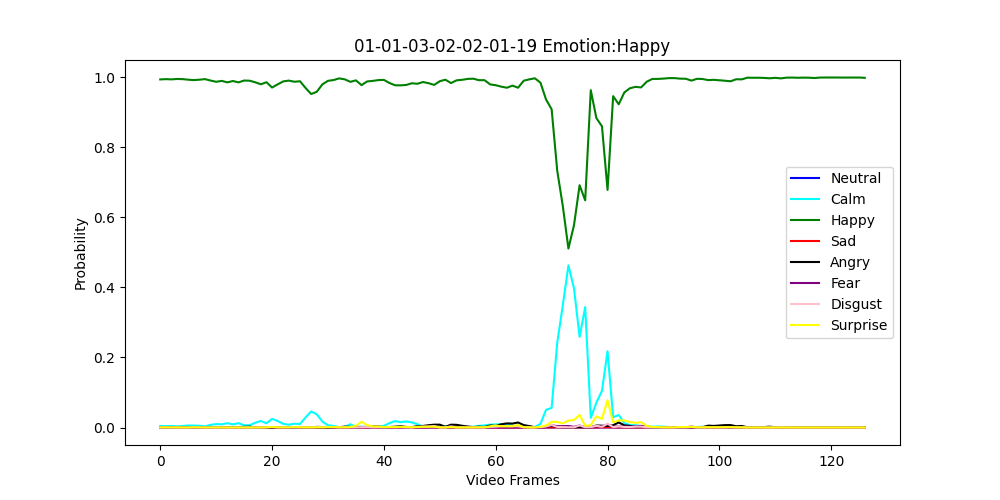 01-01-03-02-02-01-19 Emotion:Happy
1.0
0.8
0.6
0.4
0.2
0.0
Probability
Neutral
Calm
Happy
Sad
Angry
Fear
Disgust
Surprise
0 20 40 60 80 100 120
Video Frames